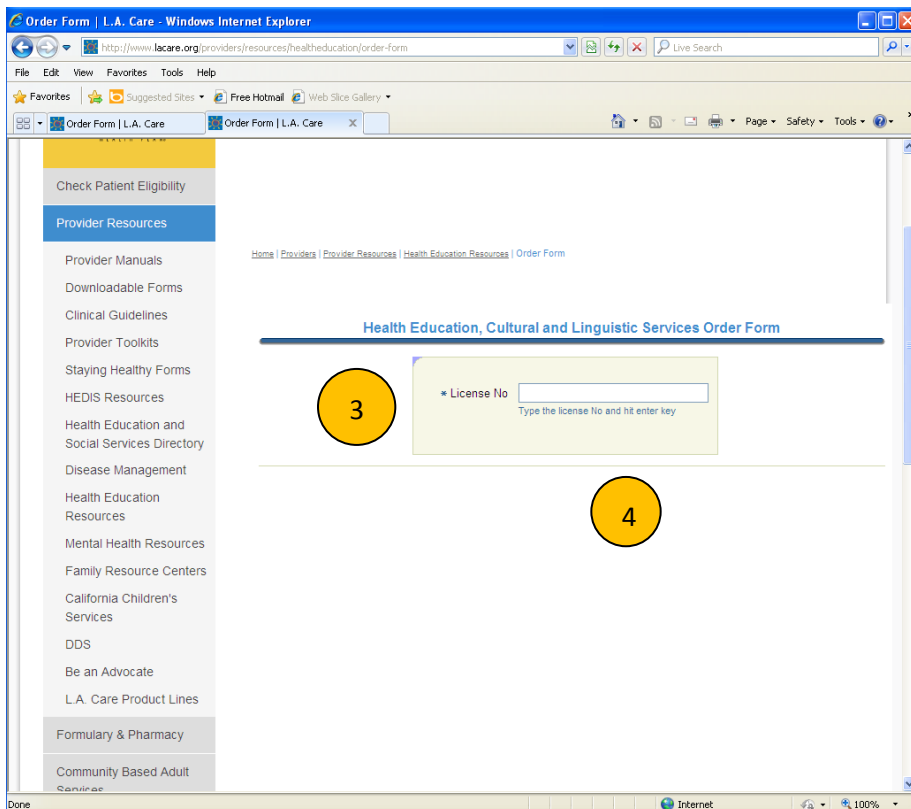 Order Form | L.A. Care - Windows Internet Explorer
http://www.lacare.org/providers/resources/healtheducation/order-form
Live Search
File Edit View Favorites Tools Help
Favorites Suggested Sites Free Hotmail Web Slice Gallery
Order Form | L.A. Care Order Form | L.A. Care X Page Safety Tools
Check Patient Eligibility
Provider Resources
Home | Providers | Provider Resources | Health Education Resources | Order Form
Provider Manuals
Downloadable Forms
Clinical Guidelines
Health Education, Cultural and Linguistic Services Order Form
Provider Toolkits
Staying Healthy Forms
* License No
HEDIS Resources
3
Type the license No and hit enter key
Health Education and
Social Services Directory
Disease Management
Health Education
Resources
4
Mental Health Resources
Family Resource Centers
California Children's
Services
DDS
Be an Advocate
L.A. Care Product Lines
Formulary & Pharmacy
Community Based Adult
Services
Done Internet 100%